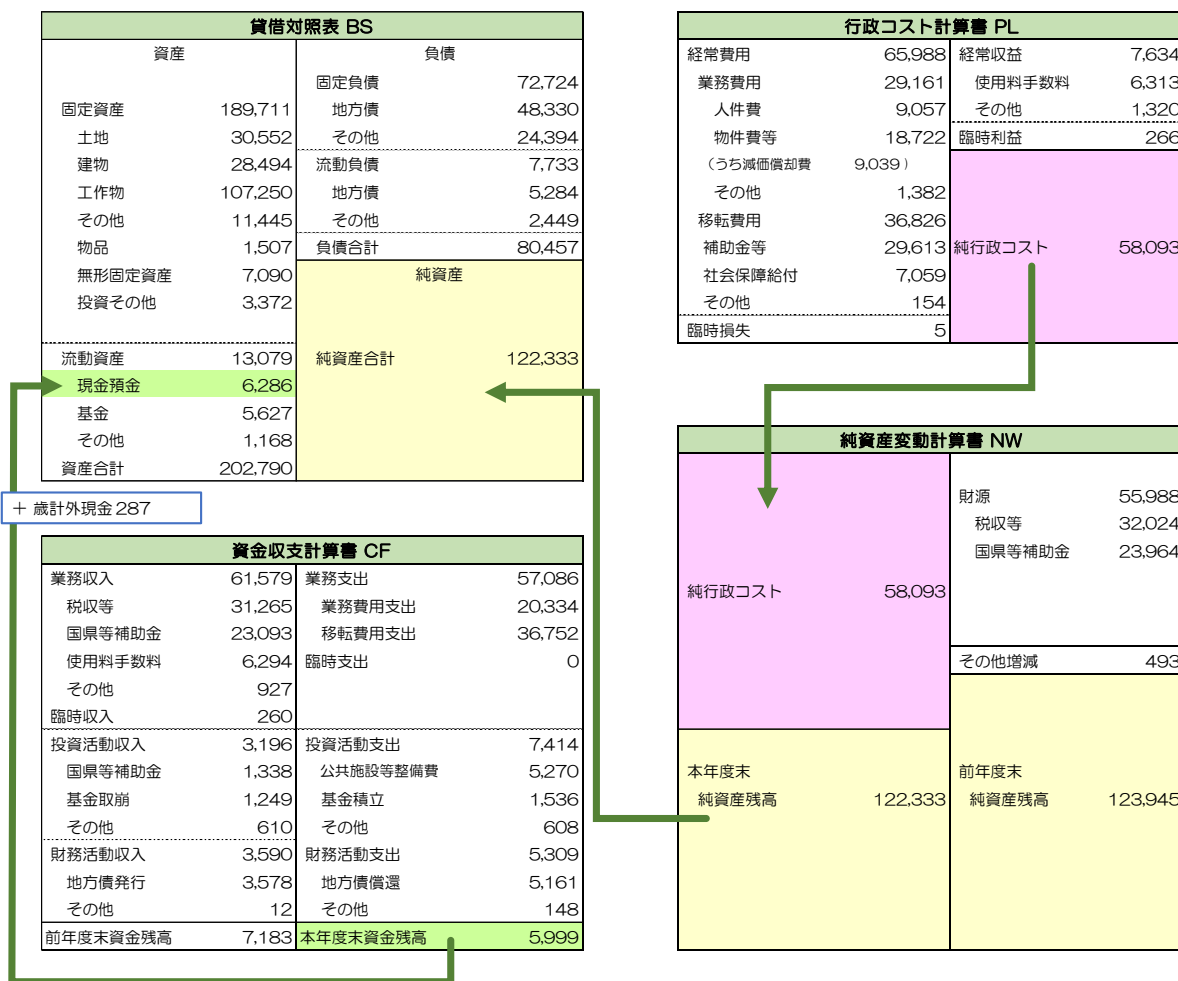 貸借対照表 BS
資産 負債
固定負債 72,724
固定資産 189,711 地方債 48,330
土地 30,552 その他 24,394
建物 28,494 流動負債 7,733
工作物 107,250 地方債 5,284
その他 11,445 その他 2,449
物品 1,507 負債合計 80,457
無形固定資産 7,090 純資産
投資その他 3,372
流動資産 13,079 純資産合計 122,333
現金預金 6,286
基金 5,627
その他 1,168
資産合計 202,790
＋ 歳計外現金 287
資金収支計算書 CF
業務収入 61,579 業務支出 57,086
税収等 31,265 業務費用支出 20,334
国県等補助金 23,093 移転費用支出 36,752
使用料手数料 6,294 臨時支出 0
その他 927
臨時収入 260
投資活動収入 3,196 投資活動支出 7,414
国県等補助金 1,338 公共施設等整備費 5,270
基金取崩 1,249 基金積立 1,536
その他 610 その他 608
財務活動収入 3,590 財務活動支出 5,309
地方債発行 3,578 地方債償還 5,161
その他 12 その他 148
前年度末資金残高 7,183 本年度末資金残高 5,999
行政コスト計算書 PL
経常費用 65,988 経常収益 7,634
業務費用 29,161 使用料手数料 6,313
人件費 9,057 その他 1,320
物件費等 18,722 臨時利益 266
（うち減価償却費 9,039）
その他 1,382
移転費用 36,826
補助金等 29,613 純行政コスト 58,093
社会保障給付 7,059
その他 154
臨時損失 5
純資産変動計算書 NW
財源 55,988
税収等 32,024
国県等補助金 23,964
純行政コスト 58,093
その他増減 493
本年度末 前年度末
純資産残高 122,333 純資産残高 123,945